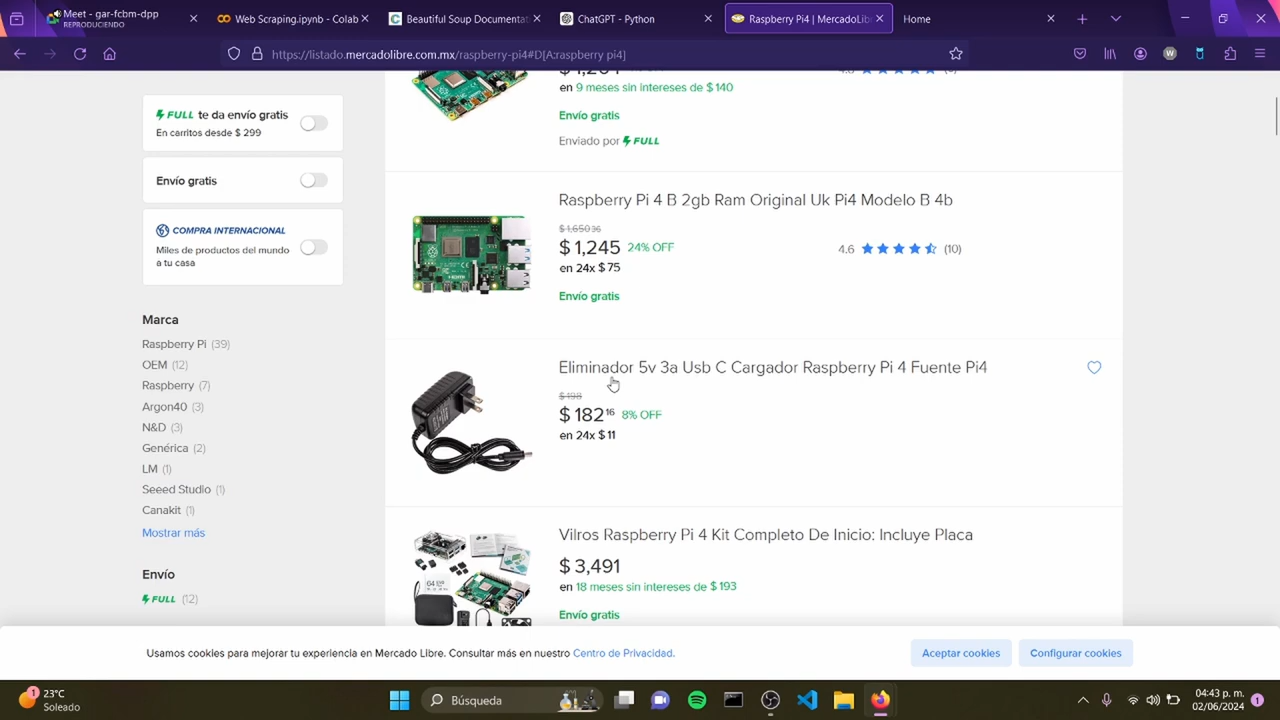 Meet - gar-fcbm-dpp
REPRODUCIENDO
Web Scraping.ipynb - Colab
Beautiful Soup Documentat
ChatGPT - Python
Raspberry Pi4 | MercadoLib
Home
https://listado.mercadolibre.com.mx/raspberry-pi4#D[A:raspberry pi4]
FULL te da envío gratis
En carritos desde $ 299
Envío gratis
COMPRA INTERNACIONAL
Miles de productos del mundo
a tu casa
Marca
Raspberry Pi (39)
OEM (12)
Raspberry (7)
Argon40 (3)
N&D (3)
Genérica (2)
LM (1)
Seeed Studio (1)
Canakit (1)
Mostrar más
Envío
FULL (12)
en 9 meses sin intereses de $ 140
Envío gratis
Enviado por FULL
Raspberry Pi 4 B 2gb Ram Original Uk Pi4 Modelo B 4b
$ 1,650 36
$ 1,245 24% OFF
4.6 (10)
en 24x $ 75
Envío gratis
Eliminador 5v 3a Usb C Cargador Raspberry Pi 4 Fuente Pi4
$ 198
$ 182 16 8% OFF
en 24x $ 11
Vilros Raspberry Pi 4 Kit Completo De Inicio: Incluye Placa
$ 3,491
en 18 meses sin intereses de $ 193
Envío gratis
Usamos cookies para mejorar tu experiencia en Mercado Libre. Consultar más en nuestro Centro de Privacidad.
Aceptar cookies
Configurar cookies
1
23°C
Soleado
Búsqueda
04:43 p. m.
02/06/2024
1